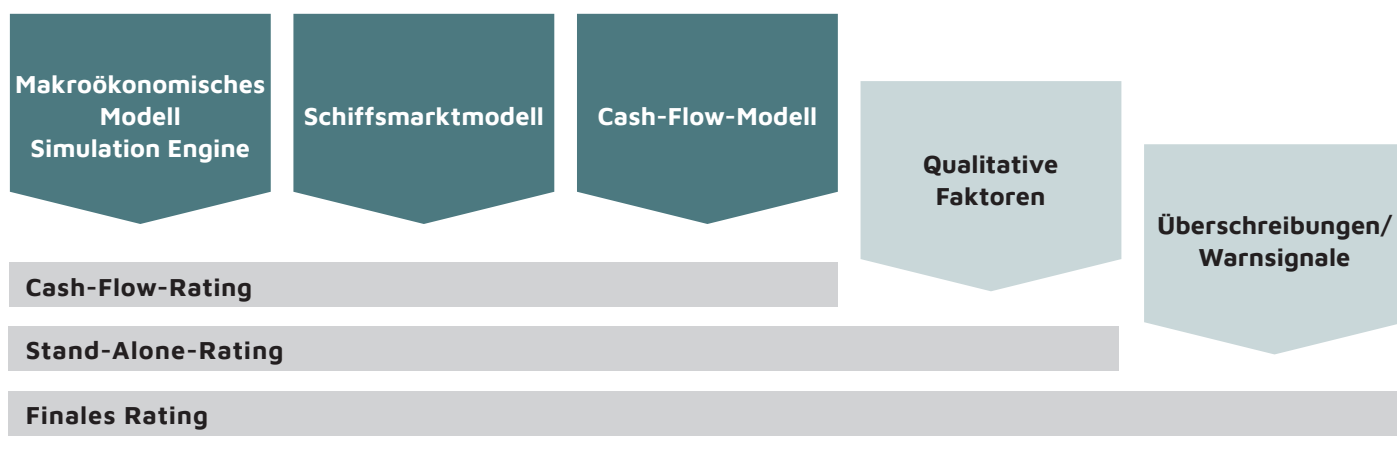 Makroökonomisches
Modell
Simulation Engine
Schiffsmarktmodell
Cash-Flow-Modell
Qualitative
Faktoren
Überschreibungen/
Warnsignale
Cash-Flow-Rating
Stand-Alone-Rating
Finales Rating